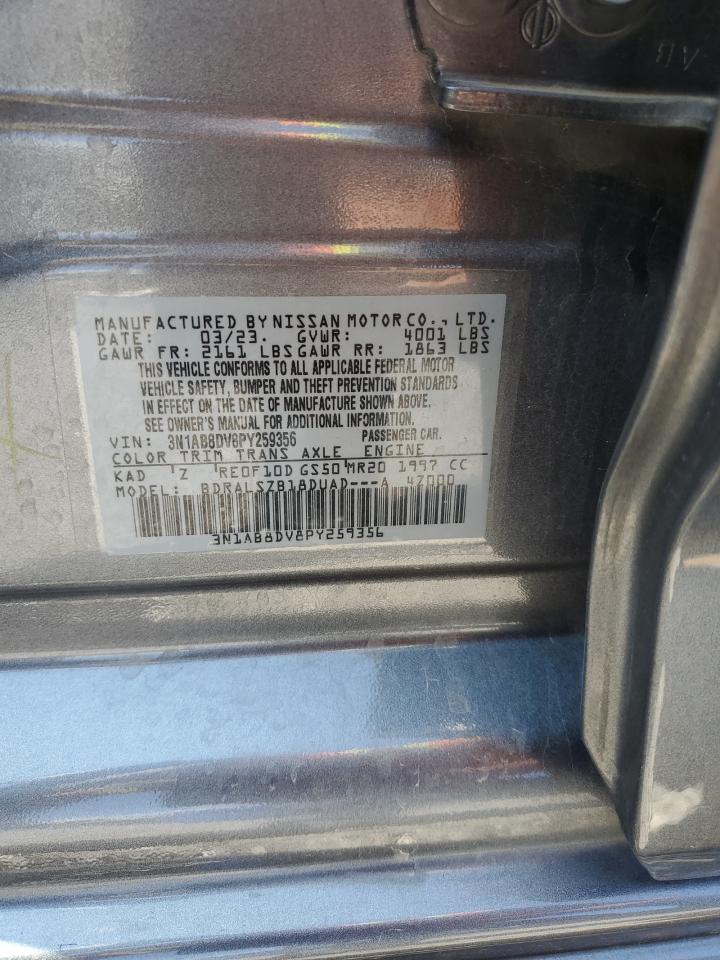 MANUFACTURED BY NISSAN MOTOR CO., LTD.
DATE: 03/23. GVWR: 4001 LBS
GAWR FR: 2161 LBS GAWR RR: 1863 LBS
THIS VEHICLE CONFORMS TO ALL APPLICABLE FEDERAL MOTOR
VEHICLE SAFETY, BUMPER AND THEFT PREVENTION STANDARDS
IN EFFECT ON THE DATE OF MANUFACTURE SHOWN ABOVE.
SEE OWNER'S MANUAL FOR ADDITIONAL INFORMATION.
VIN: 3N1AB8DV8PY259356 PASSENGER CAR.
COLOR TRIM TRANS AXLE ENGINE
KAD Z RE0F10D GS50 MR20 1997 CC
MODEL: BDRALSZB18DUAD---A 4Z000
3N1AB8DV8PY259356
AB